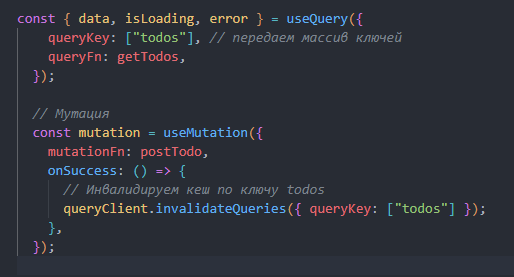 const { data, isLoading, error } = useQuery({
queryKey: ["todos"], // передаем массив ключей
queryFn: getTodos,
});
// Мутация
const mutation = useMutation({
mutationFn: postTodo,
onSuccess: () => {
// Инвалидируем кеш по ключу todos
queryClient.invalidateQueries({ queryKey: ["todos"] });
},
});